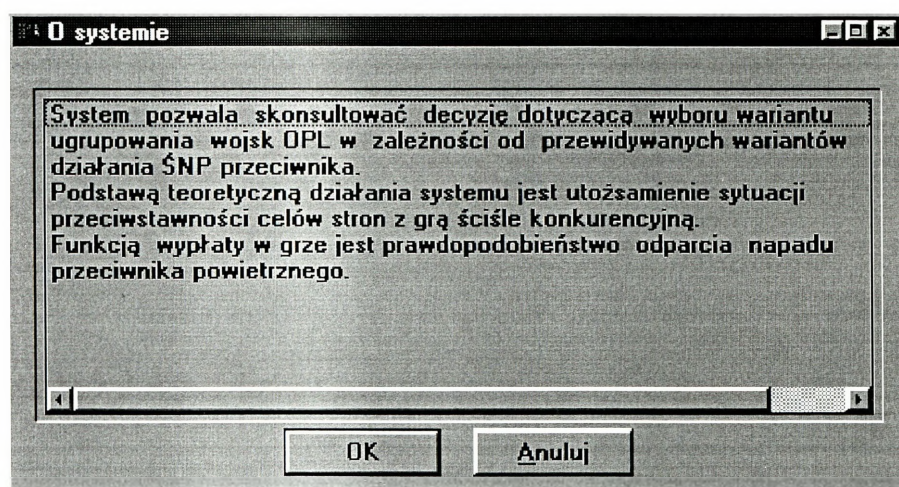 O systemie
System pozwala skonsultować decyzję dotyczącą wyboru wariantu
ugrupowania wojsk OPL w zależności od przewidywanych wariantów
działania ŚNP przeciwnika.
Podstawą teoretyczną działania systemu jest utożsamienie sytuacji
przeciwstawności celów stron z grą ściśle konkurencyjną.
Funkcją wypłaty w grze jest prawdopodobieństwo odparcia napadu
przeciwnika powietrznego.
OK Anuluj